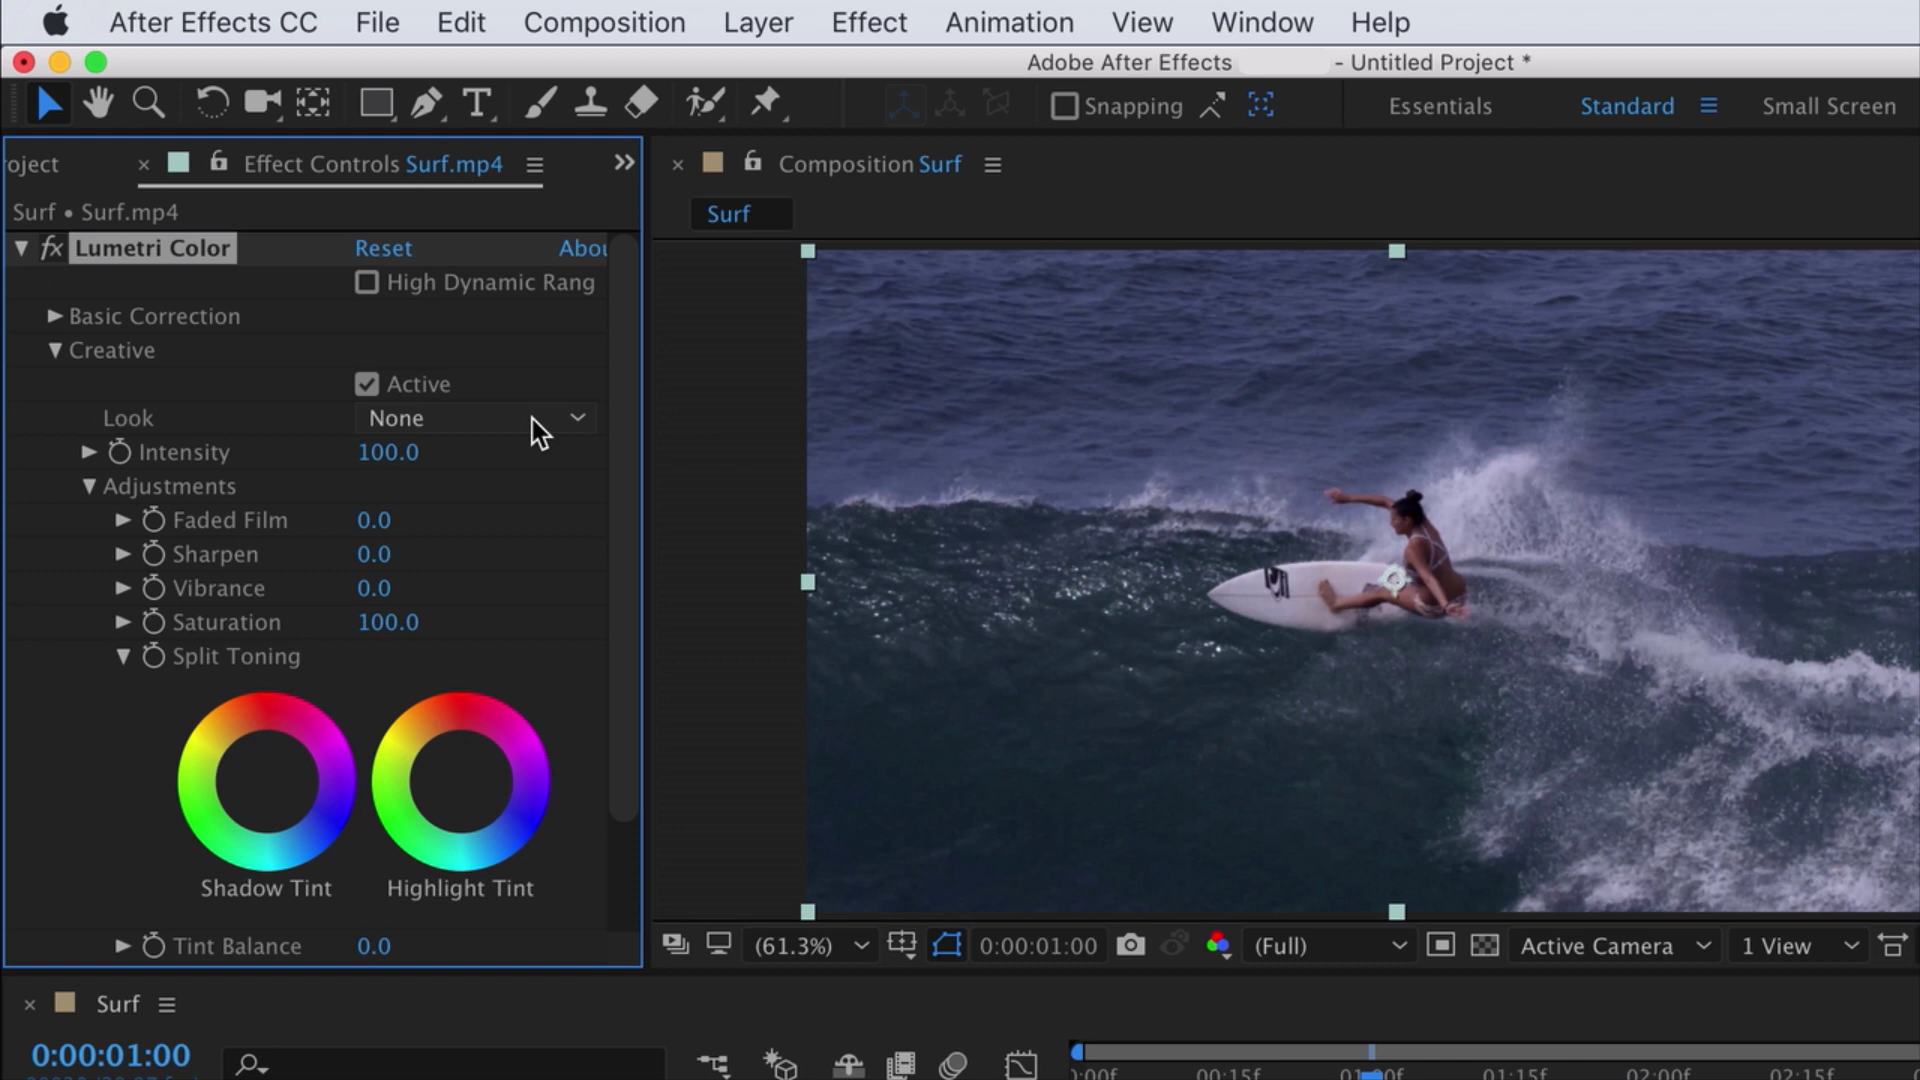 After Effects CC File Edit Composition Layer Effect Animation View Window Help
Adobe After Effects - Untitled Project *
Snapping Essentials Standard Small Screen
oject × Effect Controls Surf.mp4 × Composition Surf
Surf • Surf.mp4
Surf
fx Lumetri Color Reset Abou
High Dynamic Rang
Basic Correction
Creative
Active
Look None
Intensity 100.0
Adjustments
Faded Film 0.0
Sharpen 0.0
Vibrance 0.0
Saturation 100.0
Split Toning
Shadow Tint Highlight Tint
Tint Balance 0.0
(61.3%) 0:00:01:00 (Full) Active Camera 1 View
× Surf
0:00:01:00
00:15f 01:15f 02:00f 02:15f